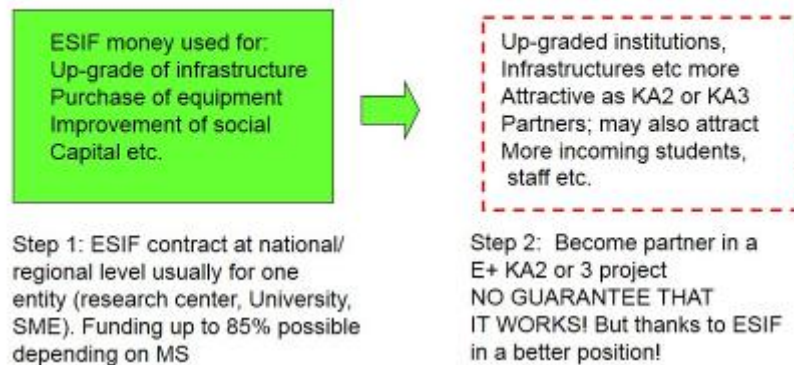 ESIF money used for:
Up-grade of infrastructure
Purchase of equipment
Improvement of social
Capital etc.
Up-graded institutions,
Infrastructures etc more
Attractive as KA2 or KA3
Partners; may also attract
More incoming students,
staff etc.
Step 1: ESIF contract at national/
regional level usually for one
entity (research center, University,
SME). Funding up to 85% possible
depending on MS
Step 2: Become partner in a
E+ KA2 or 3 project
NO GUARANTEE THAT
IT WORKS! But thanks to ESIF
in a better position!